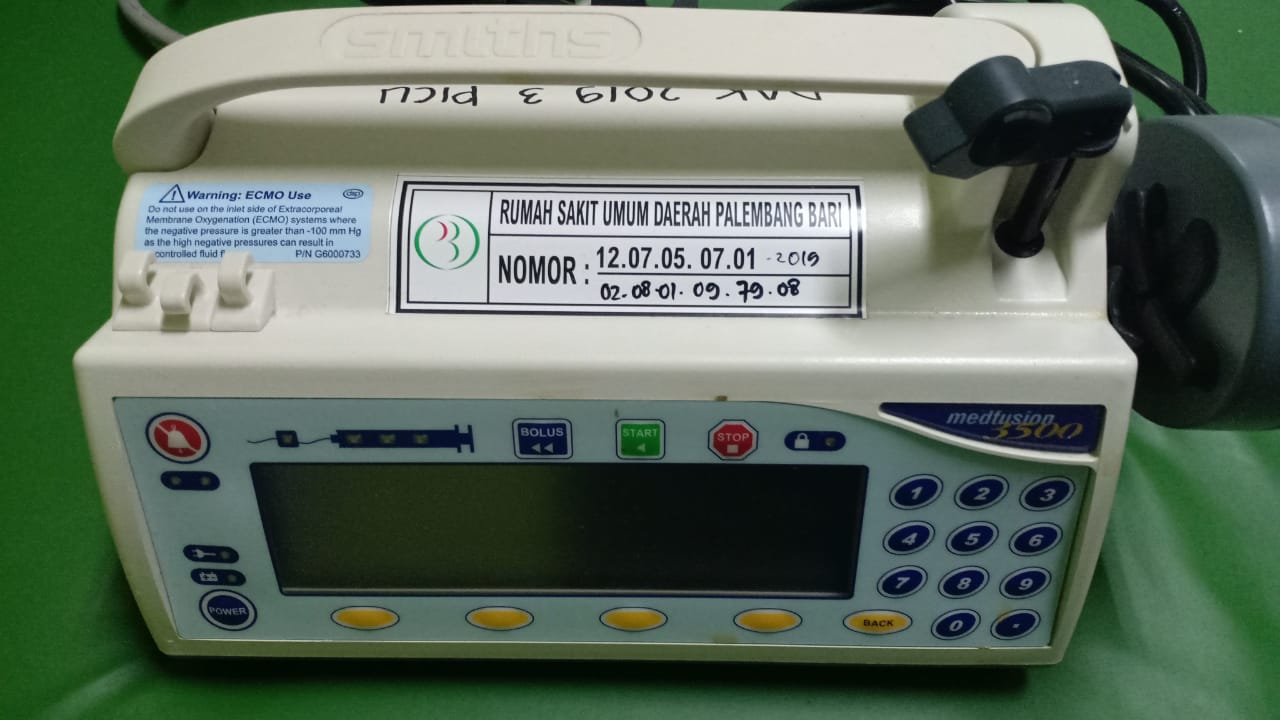 smiths
DAK 2019 3 PICU
Warning: ECMO Use
Do not use on the inlet side of Extracorporeal
Membrane Oxygenation (ECMO) systems where
the negative pressure is greater than -100 mm Hg
as the high negative pressures can result in
controlled fluid
P/N G6000733
RUMAH SAKIT UMUM DAERAH PALEMBANG BARI
NOMOR : 12.07.05. 07.01 - 2019
02.08.01.09.79.08
medfusion
3500
BOLUS
START
STOP
1 2 3
4 5 6
7 8 9
0 .
POWER
BACK